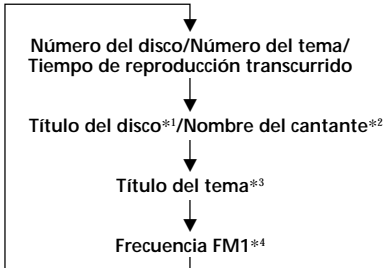 Número del disco/Número del tema/
Tiempo de reproducción transcurrido
Título del disco*1/Nombre del cantante*2
Título del tema*3
Frecuencia FM1*4